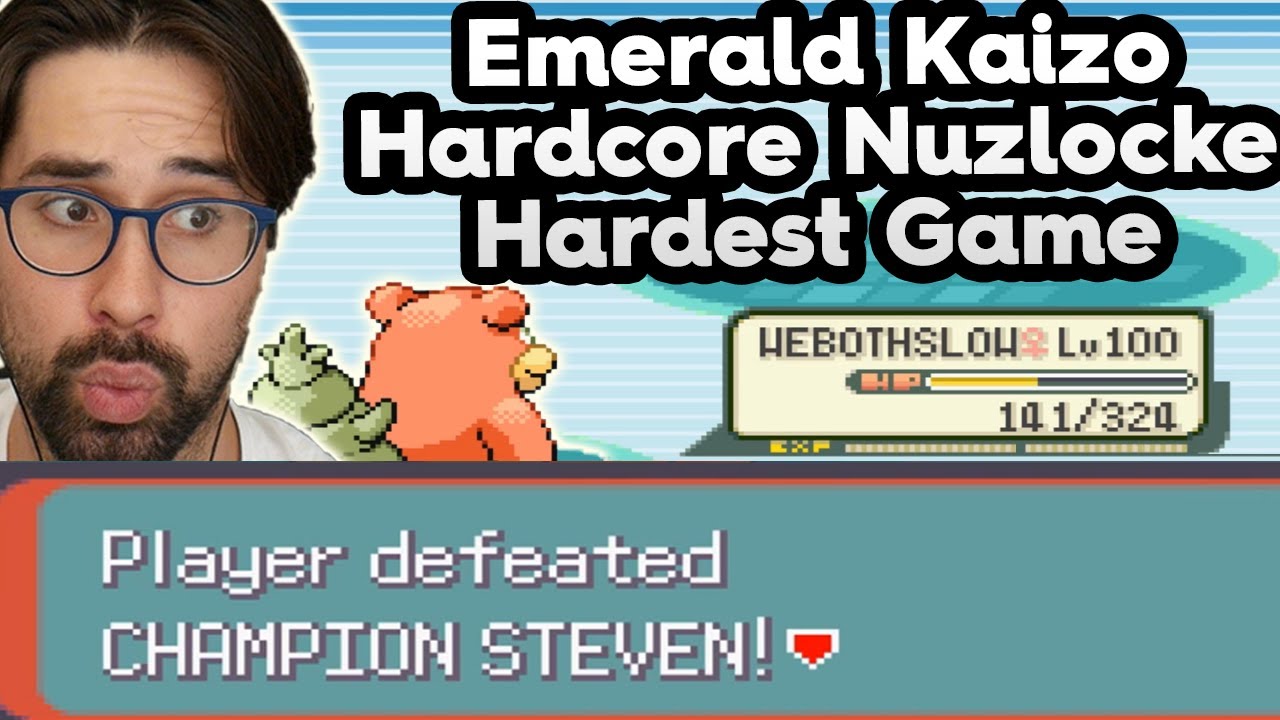 Emerald Kaizo
Hardcore Nuzlocke
Hardest Game
WEBOTHSLOW♀ Lv100
HP
141/324
EXP
Player defeated
CHAMPION STEVEN!